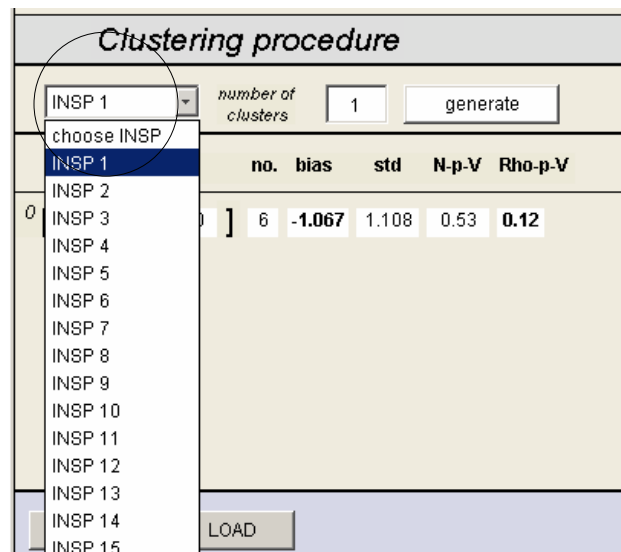 Clustering procedure
INSP 1 number of clusters 1 generate
choose INSP
INSP 1 no. bias std N-p-V Rho-p-V
INSP 2
0 INSP 3 ] 6 -1.067 1.108 0.53 0.12
INSP 4
INSP 5
INSP 6
INSP 7
INSP 8
INSP 9
INSP 10
INSP 11
INSP 12
INSP 13
INSP 14 LOAD
INSP 15